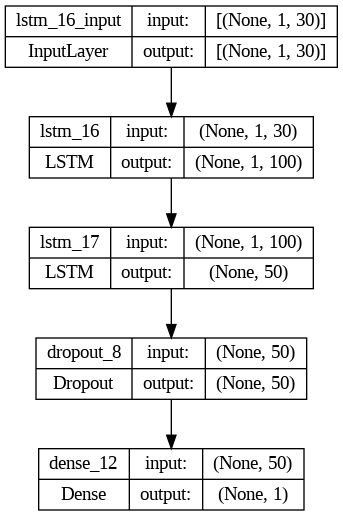 lstm_16_input input: [(None, 1, 30)]
InputLayer output: [(None, 1, 30)]
lstm_16 input: (None, 1, 30)
LSTM output: (None, 1, 100)
lstm_17 input: (None, 1, 100)
LSTM output: (None, 50)
dropout_8 input: (None, 50)
Dropout output: (None, 50)
dense_12 input: (None, 50)
Dense output: (None, 1)